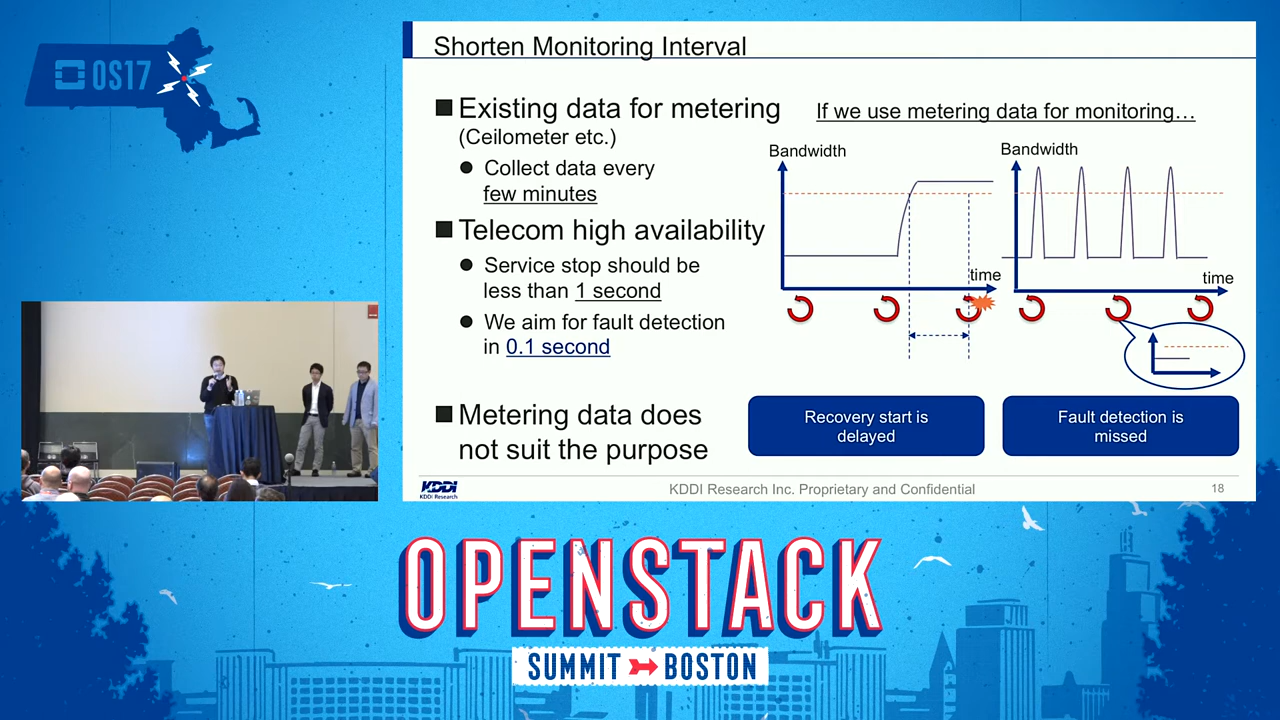 OS17
Shorten Monitoring Interval
Existing data for metering
(Ceilometer etc.)
Collect data every
few minutes
Telecom high availability
Service stop should be
less than 1 second
We aim for fault detection
in 0.1 second
Metering data does
not suit the purpose
If we use metering data for monitoring…
Bandwidth
time
Bandwidth
time
Recovery start is
delayed
Fault detection is
missed
KDDI
KDDI Research
KDDI Research Inc. Proprietary and Confidential
18
OPENSTACK
SUMMIT BOSTON